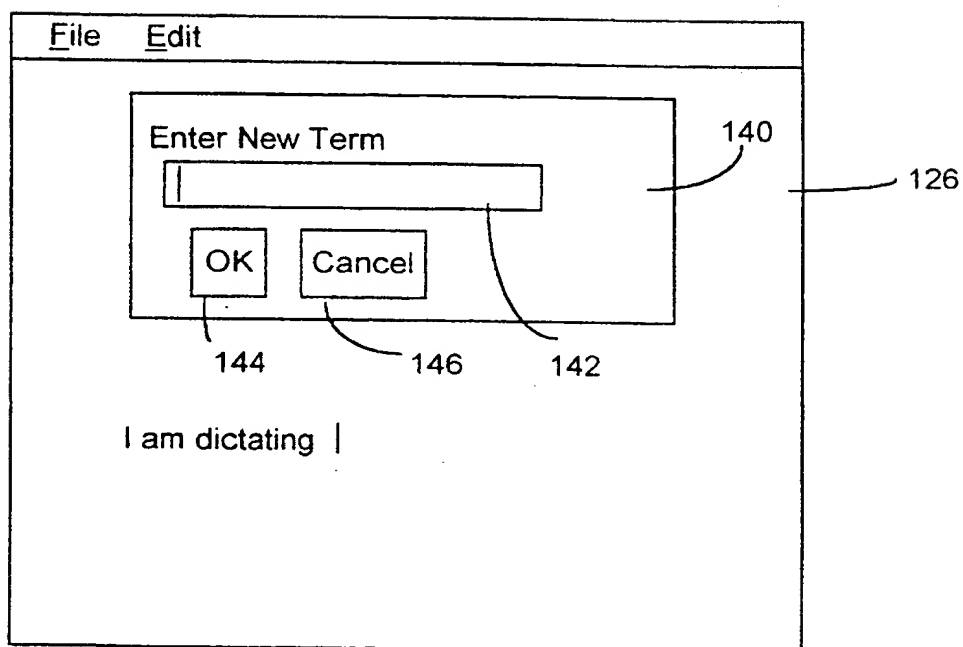 File Edit
Enter New Term
140
126
OK Cancel
144 146 142
I am dictating